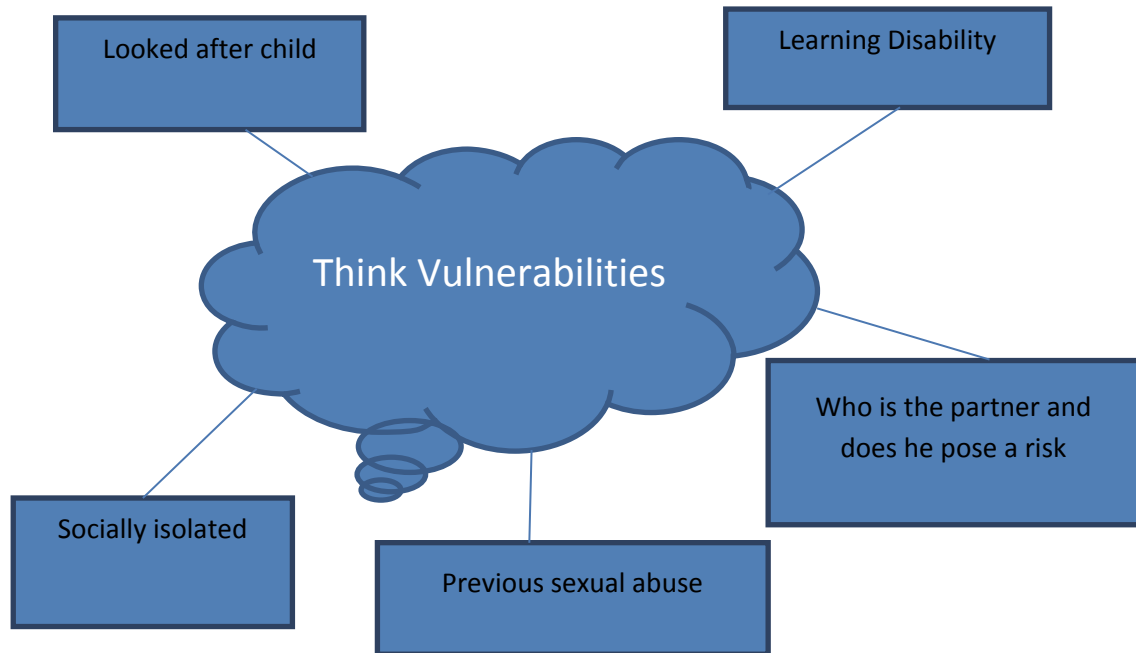 Looked after child
Learning Disability
Think Vulnerabilities
Who is the partner and
does he pose a risk
Socially isolated
Previous sexual abuse